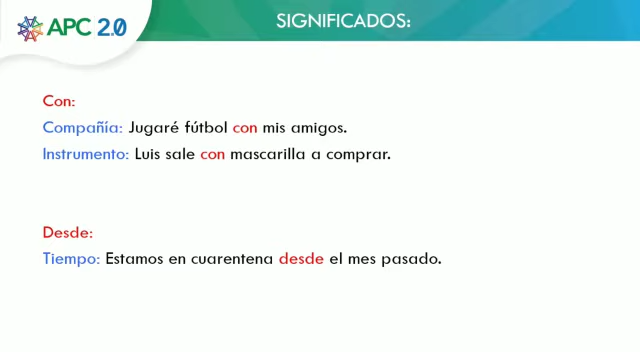 APC 2.0
SIGNIFICADOS:
Con:
Compañía: Jugaré fútbol con mis amigos.
Instrumento: Luis sale con mascarilla a comprar.
Desde:
Tiempo: Estamos en cuarentena desde el mes pasado.